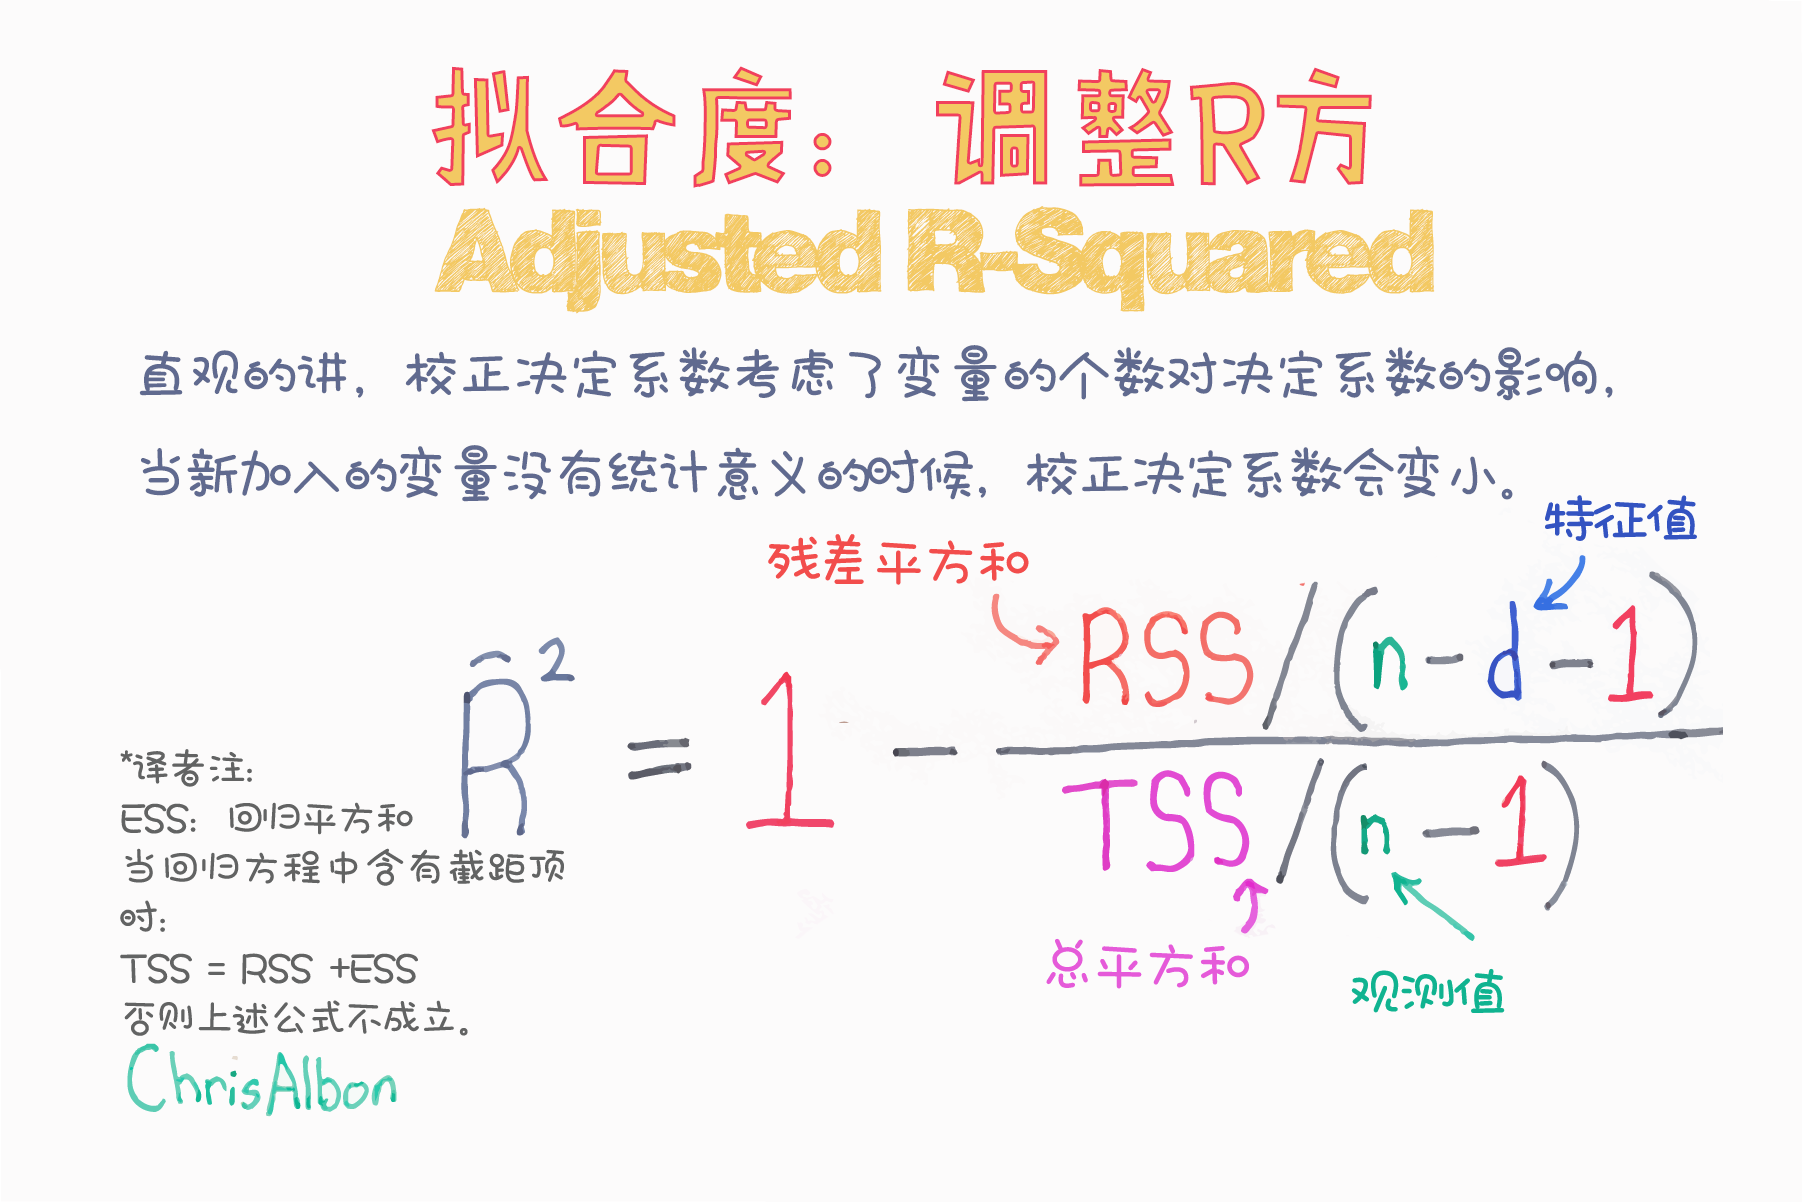 拟合度：调整R方
Adjusted R-Squared
直观的讲，校正决定系数考虑了变量的个数对决定系数的影响，
当新加入的变量没有统计意义的时候，校正决定系数会变小。
特征值
残差平方和
RSS/(n-d-1)
R̂² = 1 -
TSS/(n-1)
总平方和
观测值
*译者注：
ESS：回归平方和
当回归方程中含有截距顶
时：
TSS = RSS +ESS
否则上述公式不成立。
ChrisAlbon